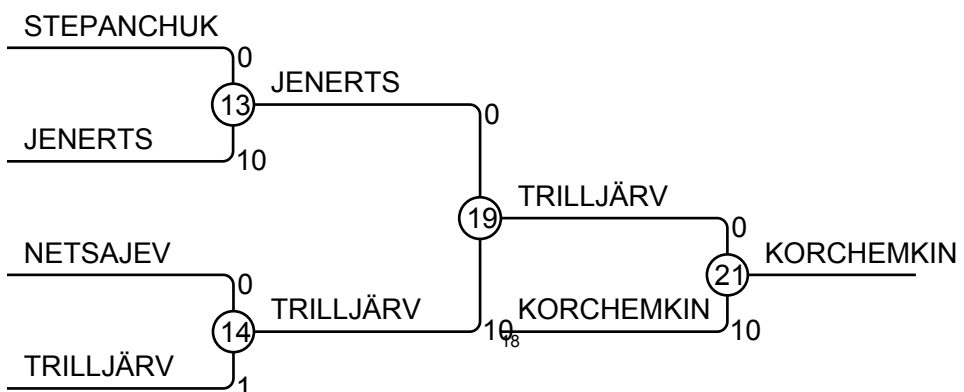 STEPANCHUK
0
13
JENERTS
JENERTS
10
0
19
TRILLJÄRV
NETSAJEV
0
14
TRILLJÄRV
10
TRILLJÄRV
1
18
KORCHEMKIN
0
21
KORCHEMKIN
10